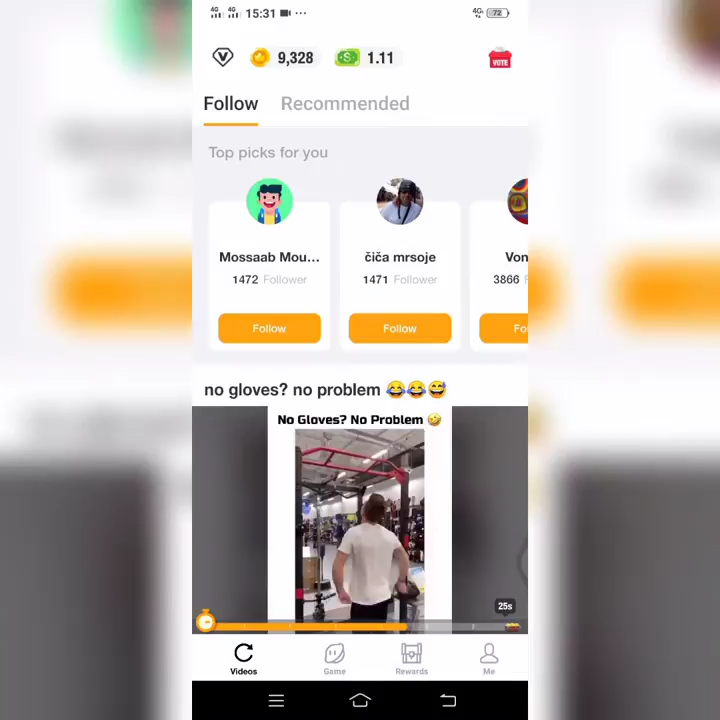 4G 4G 15:31 ··· 4G 72
V 9,328 $ 1.11 VOTE
Follow Recommended
Top picks for you
Mossaab Mou... čiča mrsoje Von
1472 Follower 1471 Follower 3866 F
Follow Follow Fo
no gloves? no problem 😂😂😅
No Gloves? No Problem 🤣
25s
Videos Game Rewards Me